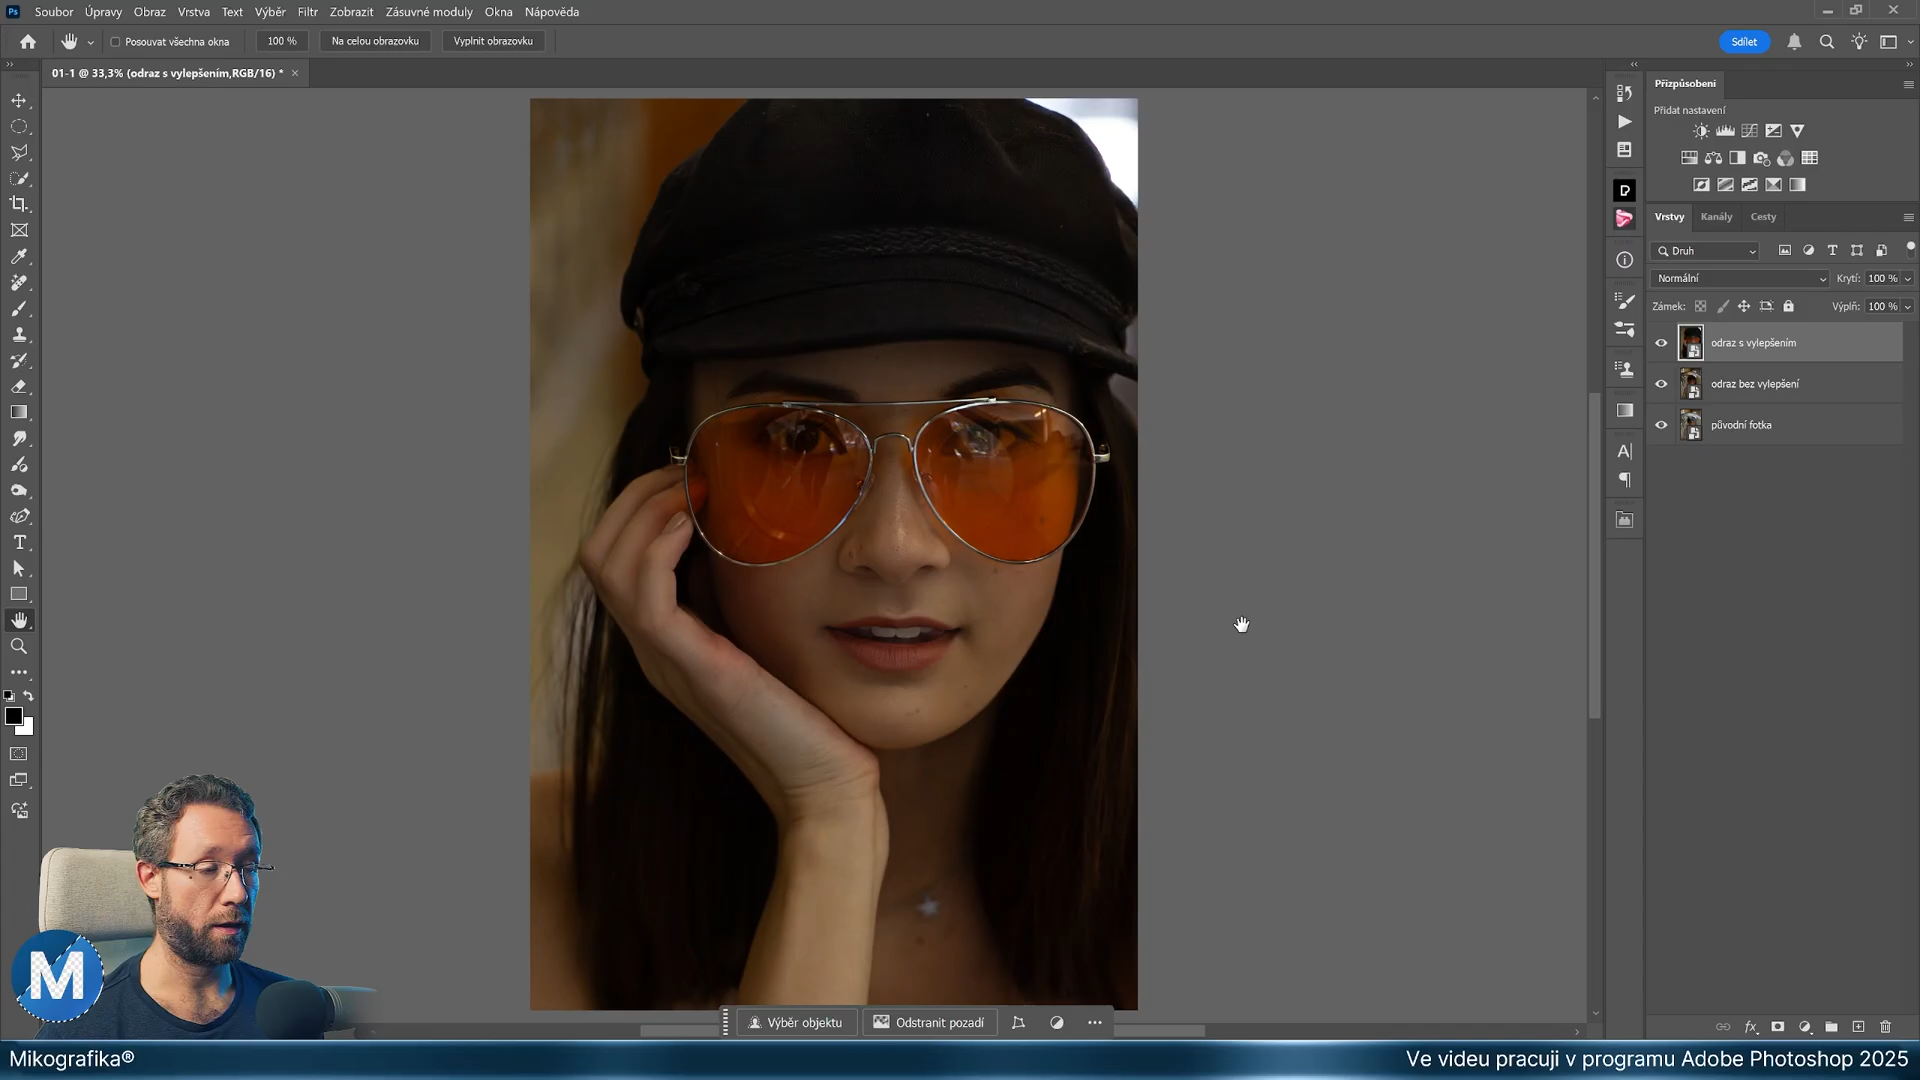 Ps Soubor Úpravy Obraz Vrstva Text Výběr Filtr Zobrazit Zásuvné moduly Okna Nápověda
Posouvat všechna okna 100 % Na celou obrazovku Vyplnit obrazovku Sdílet
01-1 @ 33,3% (odraz s vylepšením,RGB/16) * ×
Přizpůsobení
Přidat nastavení
Vrstvy Kanály Cesty
Druh
Normální Krytí: 100 %
Zámek: Výplň: 100 %
odraz s vylepšením
odraz bez vylepšení
původní fotka
Výběr objektu Odstranit pozadí
M
Mikografika® Ve videu pracuji v programu Adobe Photoshop 2025